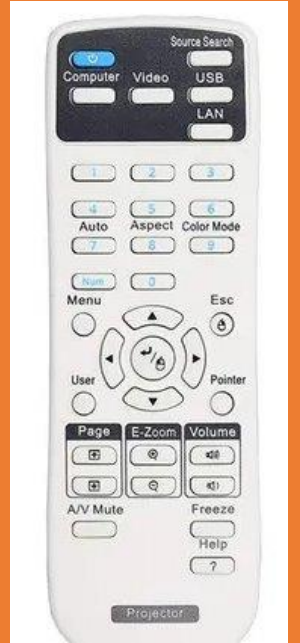 Source Search
Computer Video USB
LAN
1 2 3
4 5 6
Auto Aspect Color Mode
7 8 9
Num 0
Menu Esc
User Pointer
Page E-Zoom Volume
A/V Mute Freeze
Help
?
Projector